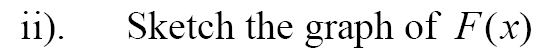 ii). Sketch the graph of F(x)